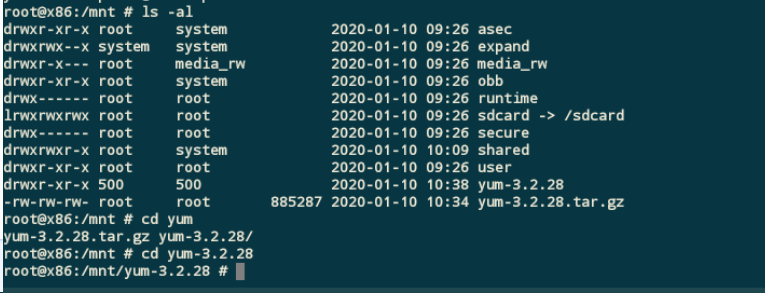 root@x86:/mnt # ls -al
drwxr-xr-x root     system            2020-01-10 09:26 asec
drwxrwx--x system   system            2020-01-10 09:26 expand
drwxr-x--- root     media_rw          2020-01-10 09:26 media_rw
drwxr-xr-x root     system            2020-01-10 09:26 obb
drwx------ root     root              2020-01-10 09:26 runtime
lrwxrwxrwx root     root              2020-01-10 09:26 sdcard -> /sdcard
drwx------ root     root              2020-01-10 09:26 secure
drwxrwxr-x root     system            2020-01-10 10:09 shared
drwxr-xr-x root     root              2020-01-10 09:26 user
drwxr-xr-x 500      500               2020-01-10 10:38 yum-3.2.28
-rw-rw-rw- root     root       885287 2020-01-10 10:34 yum-3.2.28.tar.gz
root@x86:/mnt # cd yum
yum-3.2.28.tar.gz yum-3.2.28/
root@x86:/mnt # cd yum-3.2.28
root@x86:/mnt/yum-3.2.28 #